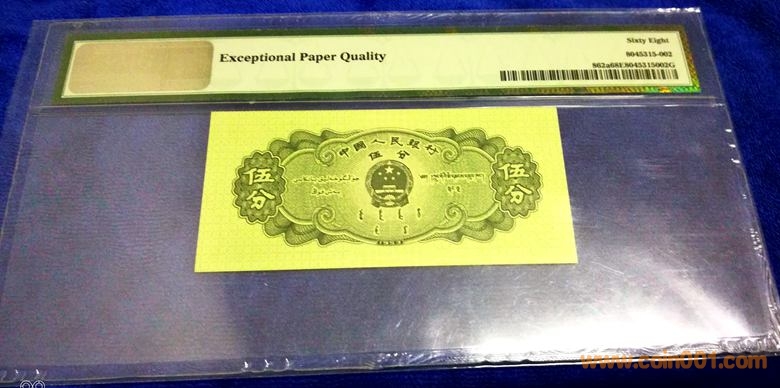 Exceptional Paper Quality
Sixty Eight
8045315-002
862a68E8045315002G
中國人民銀行
伍分
伍分
伍分
1953
www.coin001.com